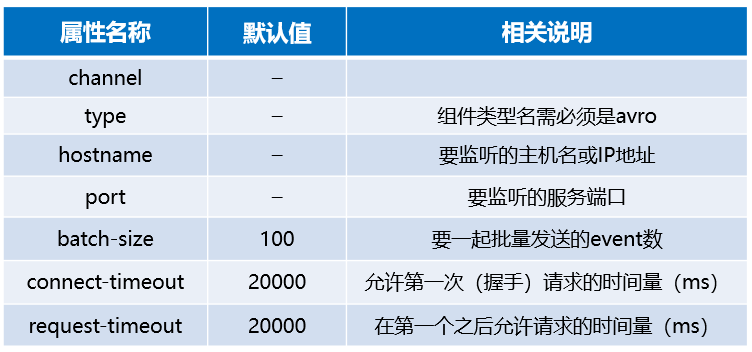 属性名称 默认值 相关说明
channel –
type – 组件类型名需必须是avro
hostname – 要监听的主机名或IP地址
port – 要监听的服务端口
batch-size 100 要一起批量发送的event数
connect-timeout 20000 允许第一次（握手）请求的时间量（ms）
request-timeout 20000 在第一个之后允许请求的时间量（ms）